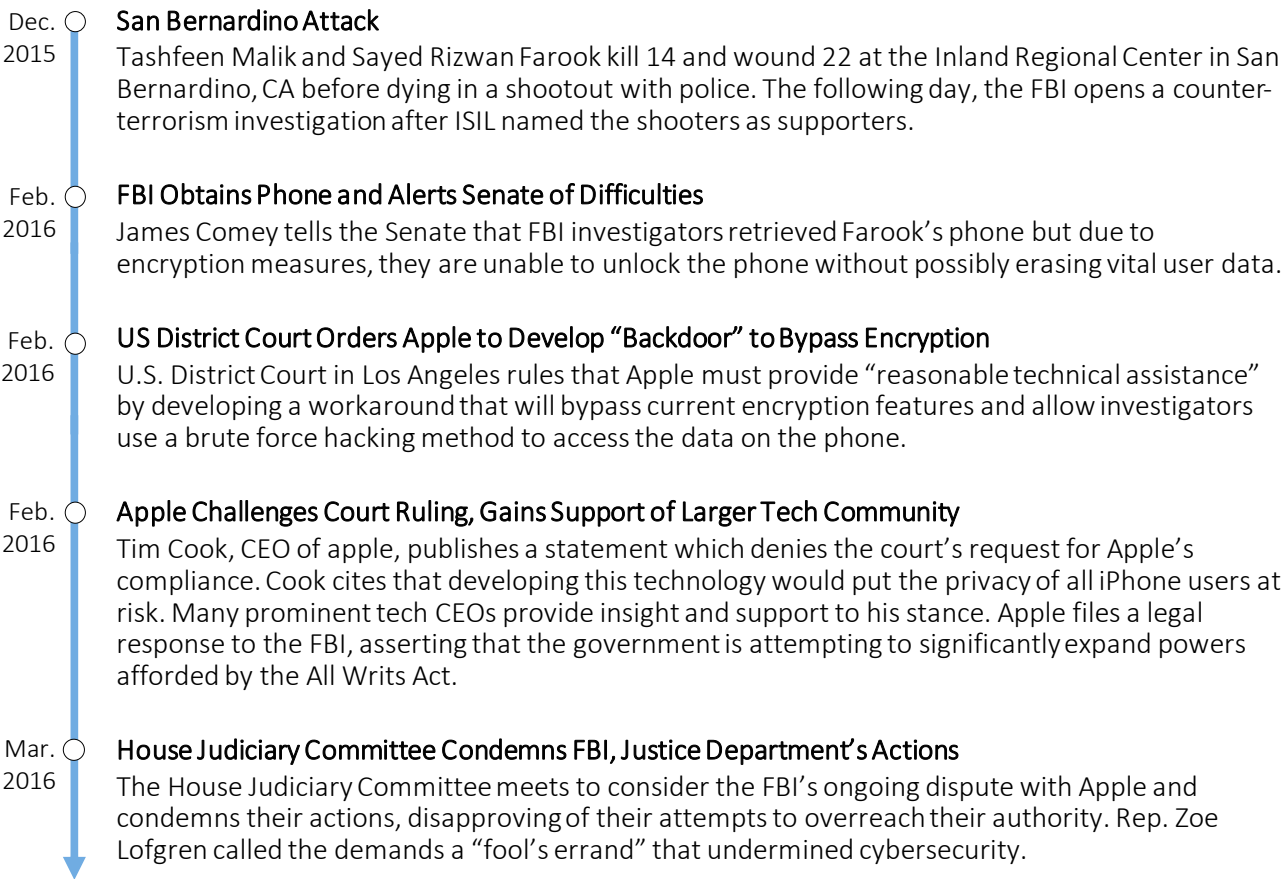 Dec.
2015
San Bernardino Attack
Tashfeen Malik and Sayed Rizwan Farook kill 14 and wound 22 at the Inland Regional Center in San
Bernardino, CA before dying in a shootout with police. The following day, the FBI opens a counter-
terrorism investigation after ISIL named the shooters as supporters.
Feb.
2016
FBI Obtains Phone and Alerts Senate of Difficulties
James Comey tells the Senate that FBI investigators retrieved Farook’s phone but due to
encryption measures, they are unable to unlock the phone without possibly erasing vital user data.
Feb.
2016
US District Court Orders Apple to Develop “Backdoor” to Bypass Encryption
U.S. District Court in Los Angeles rules that Apple must provide “reasonable technical assistance”
by developing a workaround that will bypass current encryption features and allow investigators
use a brute force hacking method to access the data on the phone.
Feb.
2016
Apple Challenges Court Ruling, Gains Support of Larger Tech Community
Tim Cook, CEO of apple, publishes a statement which denies the court’s request for Apple’s
compliance. Cook cites that developing this technology would put the privacy of all iPhone users at
risk. Many prominent tech CEOs provide insight and support to his stance. Apple files a legal
response to the FBI, asserting that the government is attempting to significantly expand powers
afforded by the All Writs Act.
Mar.
2016
House Judiciary Committee Condemns FBI, Justice Department’s Actions
The House Judiciary Committee meets to consider the FBI’s ongoing dispute with Apple and
condemns their actions, disapproving of their attempts to overreach their authority. Rep. Zoe
Lofgren called the demands a “fool’s errand” that undermined cybersecurity.